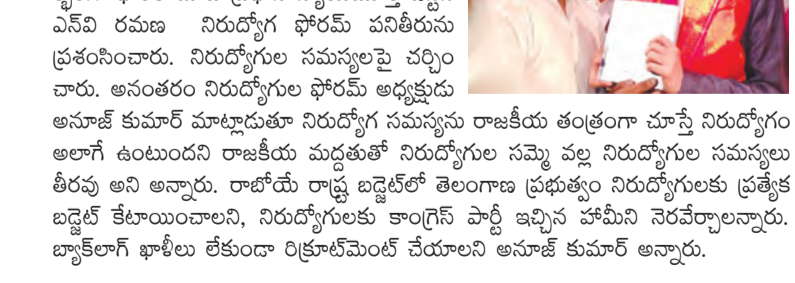 ఎన్‌వి రమణ నిరుద్యోగ ఫోరమ్ పనితీరును
ప్రశంసించారు. నిరుద్యోగుల సమస్యలపై చర్చిం
చారు. అనంతరం నిరుద్యోగుల ఫోరమ్ అధ్యక్షుడు
అనూజ్ కుమార్ మాట్లాడుతూ నిరుద్యోగ సమస్యను రాజకీయ తంత్రంగా చూస్తే నిరుద్యోగం
అలాగే ఉంటుందని రాజకీయ మద్దతుతో నిరుద్యోగుల సమ్మె వల్ల నిరుద్యోగుల సమస్యలు
తీరవు అని అన్నారు. రాబోయే రాష్ట్ర బడ్జెట్‌లో తెలంగాణ ప్రభుత్వం నిరుద్యోగులకు ప్రత్యేక
బడ్జెట్ కేటాయించాలని, నిరుద్యోగులకు కాంగ్రెస్ పార్టీ ఇచ్చిన హామీని నెరవేర్చాలన్నారు.
బ్యాక్‌లాగ్ ఖాళీలు లేకుండా రిక్రూట్‌మెంట్ చేయాలని అనూజ్ కుమార్ అన్నారు.